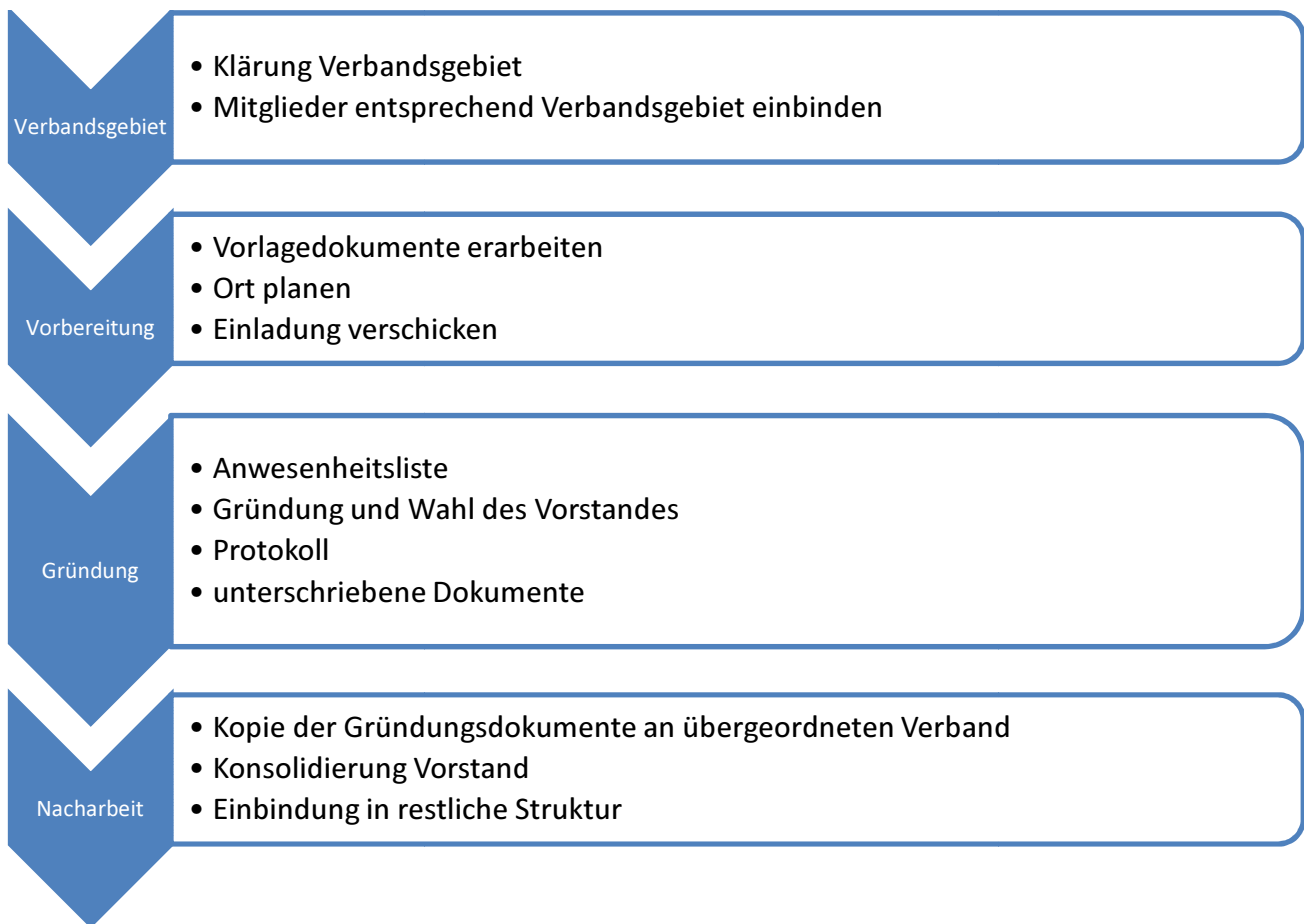 Verbandsgebiet
• Klärung Verbandsgebiet
• Mitglieder entsprechend Verbandsgebiet einbinden
Vorbereitung
• Vorlagedokumente erarbeiten
• Ort planen
• Einladung verschicken
Gründung
• Anwesenheitsliste
• Gründung und Wahl des Vorstandes
• Protokoll
• unterschriebene Dokumente
Nacharbeit
• Kopie der Gründungsdokumente an übergeordneten Verband
• Konsolidierung Vorstand
• Einbindung in restliche Struktur